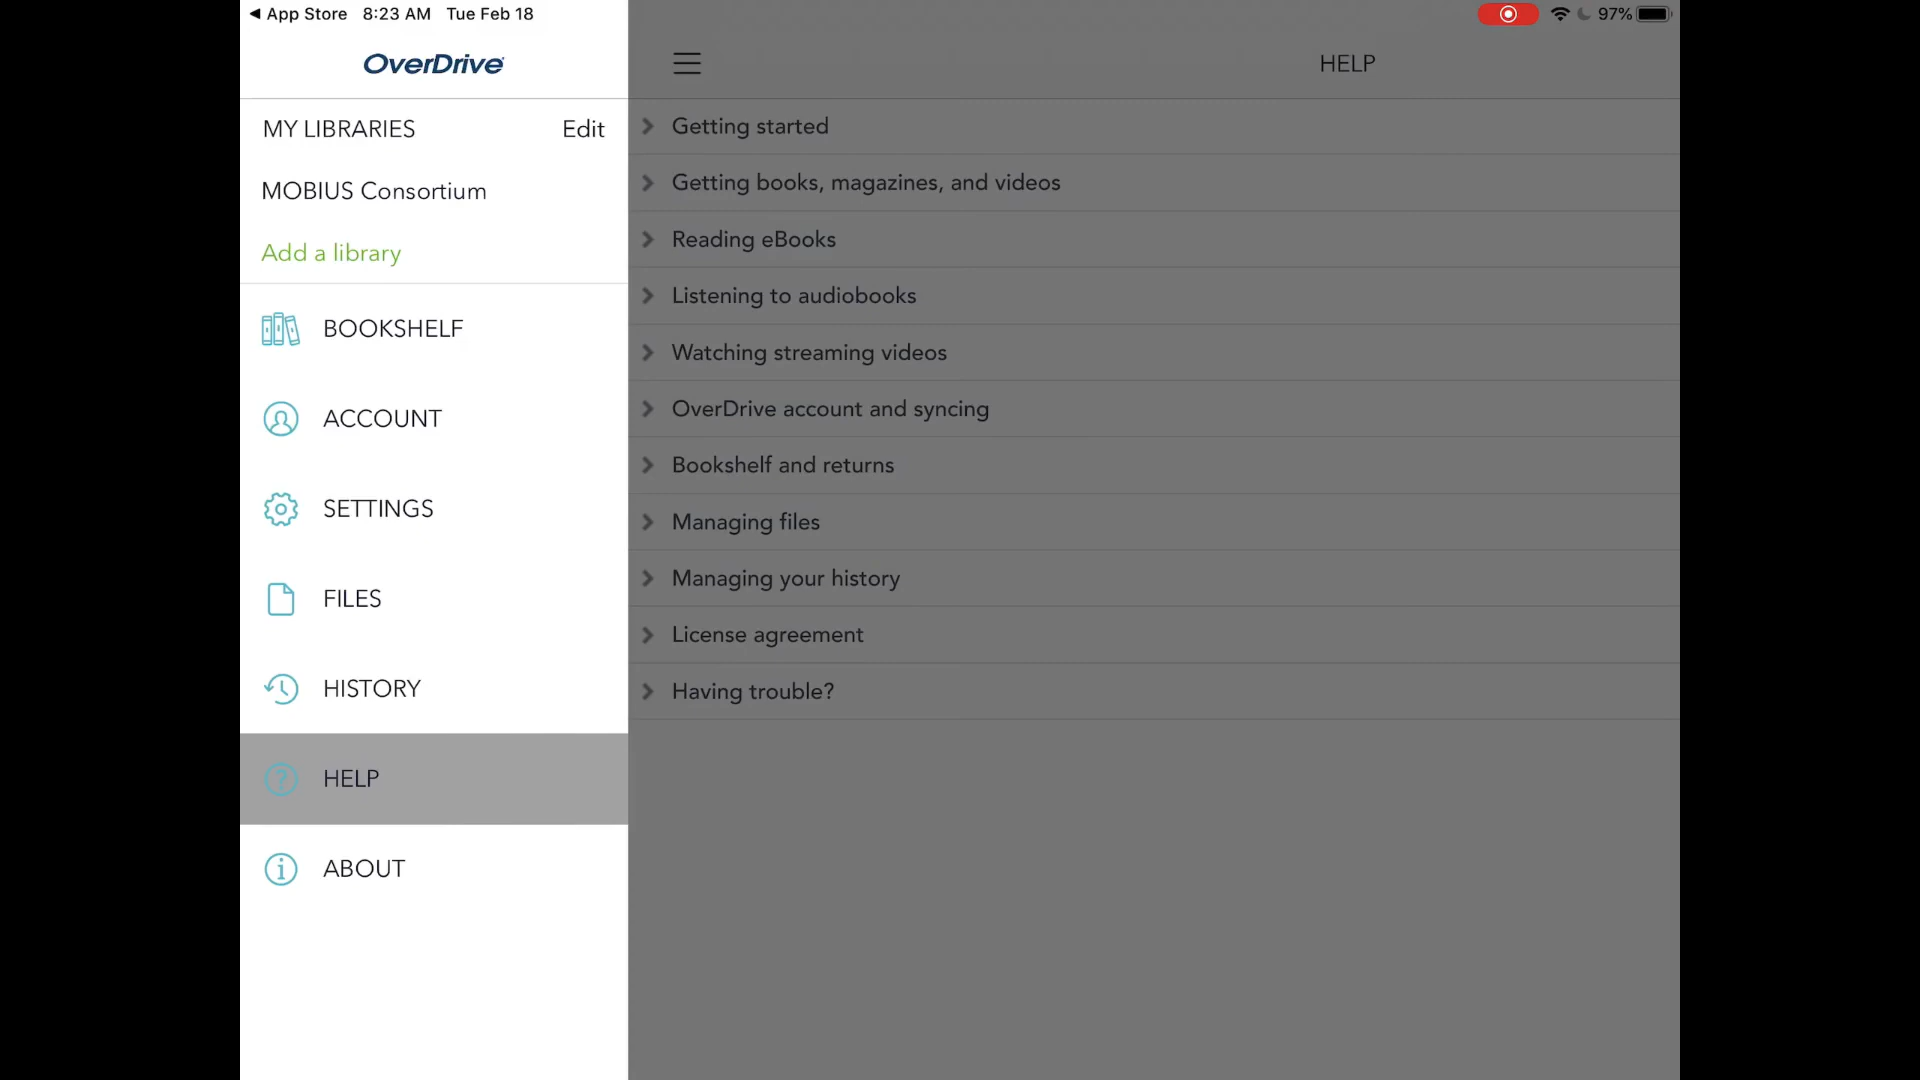 App Store 8:23 AM Tue Feb 18
97%
OverDrive
HELP
MY LIBRARIES Edit
MOBIUS Consortium
Add a library
BOOKSHELF
ACCOUNT
SETTINGS
FILES
HISTORY
HELP
ABOUT
Getting started
Getting books, magazines, and videos
Reading eBooks
Listening to audiobooks
Watching streaming videos
OverDrive account and syncing
Bookshelf and returns
Managing files
Managing your history
License agreement
Having trouble?